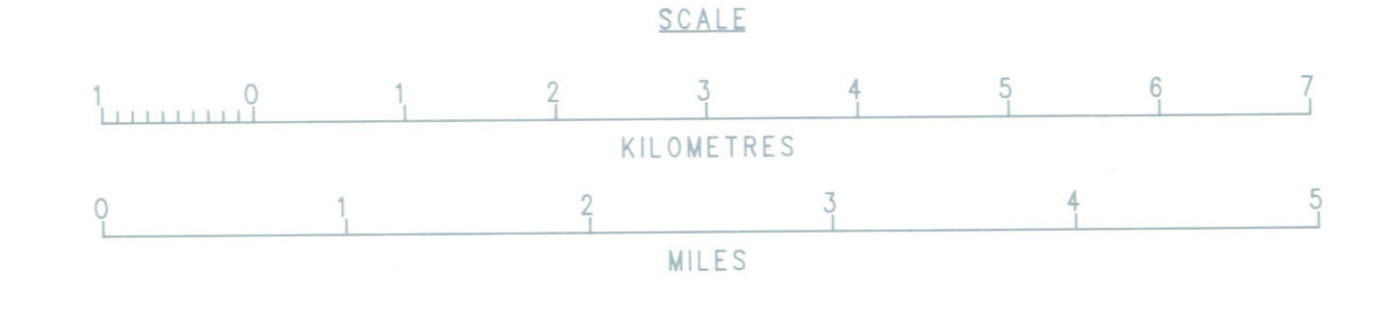 SCALE
1 0 1 2 3 4 5 6 7
KILOMETRES
0 1 2 3 4 5
MILES